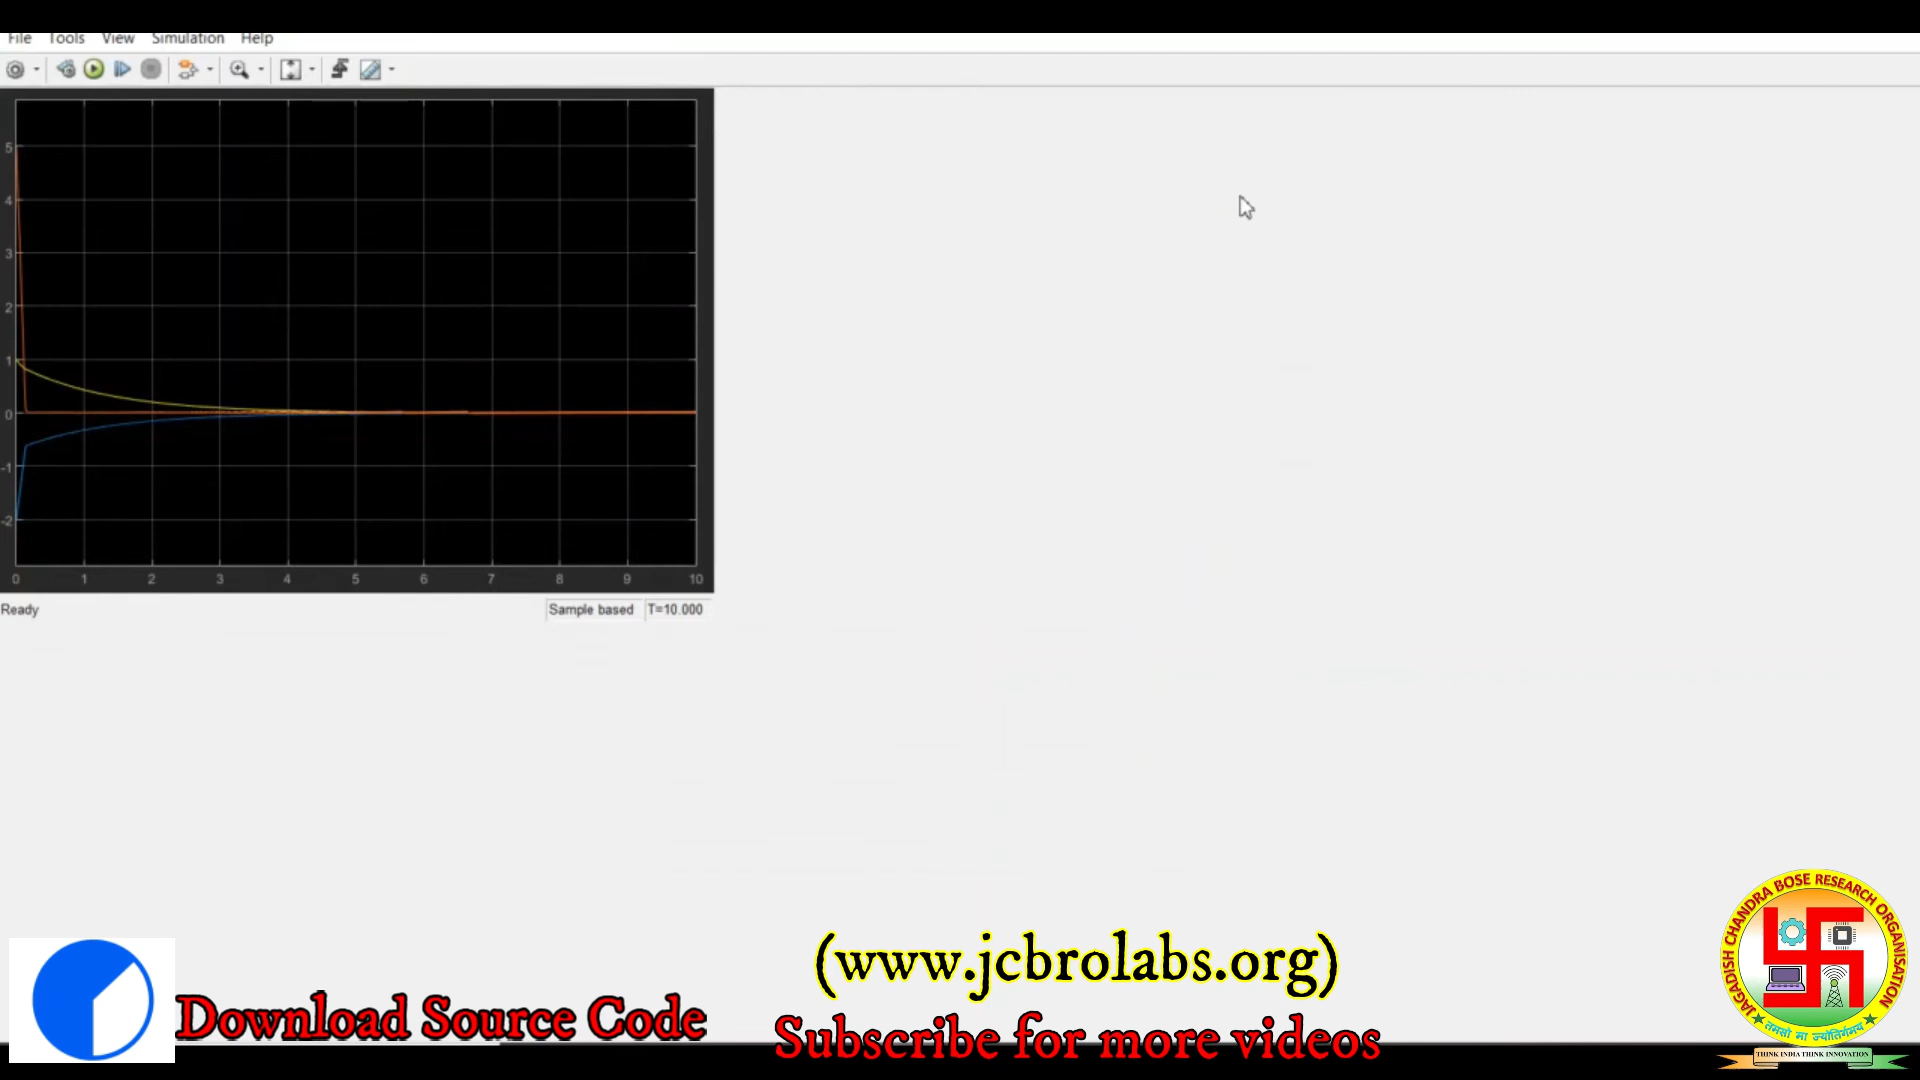 File Tools View Simulation Help
5
4
3
2
1
0
-1
-2
0 1 2 3 4 5 6 7 8 9 10
Ready Sample based T=10.000
(www.jcbrolabs.org)
Download Source Code
Subscribe for more videos
JAGADISH CHANDRA BOSE RESEARCH ORGANISATION
तमसो मा ज्योतिर्गमय
THINK INDIA THINK INNOVATION